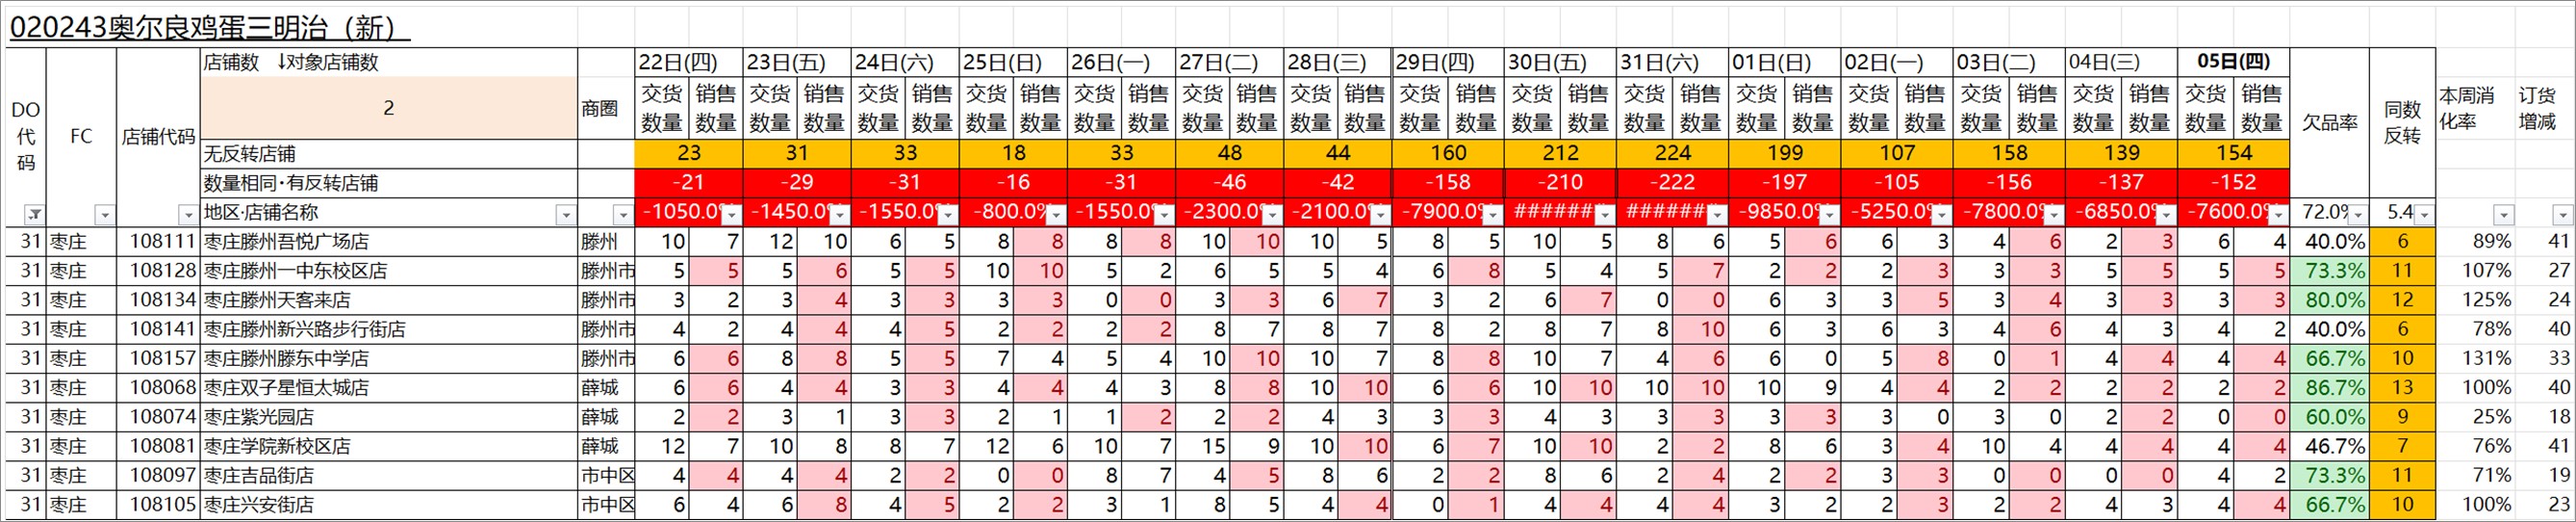 020243奥尔良鸡蛋三明治（新）
DO代码 FC 店铺代码 店铺数 ↓对象店铺数 商圈 22日(四) 23日(五) 24日(六) 25日(日) 26日(一) 27日(二) 28日(三) 29日(四) 30日(五) 31日(六) 01日(日) 02日(一) 03日(二) 04日(三) 05日(四) 欠品率 同数反转 本周消化率 订货增减
2 交货数量 销售数量 交货数量 销售数量 交货数量 销售数量 交货数量 销售数量 交货数量 销售数量 交货数量 销售数量 交货数量 销售数量 交货数量 销售数量 交货数量 销售数量 交货数量 销售数量 交货数量 销售数量 交货数量 销售数量 交货数量 销售数量 交货数量 销售数量 交货数量 销售数量
无反转店铺 23 31 33 18 33 48 44 160 212 224 199 107 158 139 154
数量相同·有反转店铺 -21 -29 -31 -16 -31 -46 -42 -158 -210 -222 -197 -105 -156 -137 -152
地区·店铺名称 -1050.0% -1450.0% -1550.0% -800.0% -1550.0% -2300.0% -2100.0% -7900.0% ###### ###### -9850.0% -5250.0% -7800.0% -6850.0% -7600.0% 72.0% 5.4
31 枣庄 108111 枣庄滕州吾悦广场店 滕州 10 7 12 10 6 5 8 8 8 8 10 10 10 5 8 5 10 5 8 6 5 6 6 3 4 6 2 3 6 4 40.0% 6 89% 41
31 枣庄 108128 枣庄滕州一中东校区店 滕州市 5 5 5 6 5 5 10 10 5 2 6 5 5 4 6 8 5 4 5 7 2 2 2 3 3 3 5 5 5 5 73.3% 11 107% 27
31 枣庄 108134 枣庄滕州天客来店 滕州市 3 2 3 4 3 3 3 3 0 0 3 3 6 7 3 2 6 7 0 0 6 3 3 5 3 4 3 3 3 3 80.0% 12 125% 24
31 枣庄 108141 枣庄滕州新兴路步行街店 滕州市 4 2 4 4 4 5 2 2 2 2 8 7 8 7 8 2 8 7 8 10 6 3 6 3 4 6 4 3 4 2 40.0% 6 78% 40
31 枣庄 108157 枣庄滕州滕东中学店 滕州市 6 6 8 8 5 5 7 4 5 4 10 10 10 7 8 8 10 7 4 6 6 0 5 8 0 1 4 4 4 4 66.7% 10 131% 33
31 枣庄 108068 枣庄双子星恒太城店 薛城 6 6 4 4 3 3 4 4 4 3 8 8 10 10 6 6 10 10 10 10 10 9 4 4 2 2 2 2 2 2 86.7% 13 100% 40
31 枣庄 108074 枣庄紫光园店 薛城 2 2 3 1 3 3 2 1 1 2 2 2 4 3 3 3 4 3 3 3 3 3 3 0 3 0 2 2 0 0 60.0% 9 25% 18
31 枣庄 108081 枣庄学院新校区店 薛城 12 7 10 8 8 7 12 6 10 7 15 9 10 10 6 7 10 10 2 2 8 6 3 4 10 4 4 4 4 4 46.7% 7 76% 41
31 枣庄 108097 枣庄吉品街店 市中区 4 4 4 4 2 2 0 0 8 7 4 5 8 6 2 2 8 6 2 4 2 2 3 3 0 0 0 0 4 2 73.3% 11 71% 19
31 枣庄 108105 枣庄兴安街店 市中区 6 4 6 8 4 5 2 2 3 1 8 5 4 4 0 1 4 4 4 4 3 2 3 3 2 2 4 3 4 4 66.7% 10 100% 23